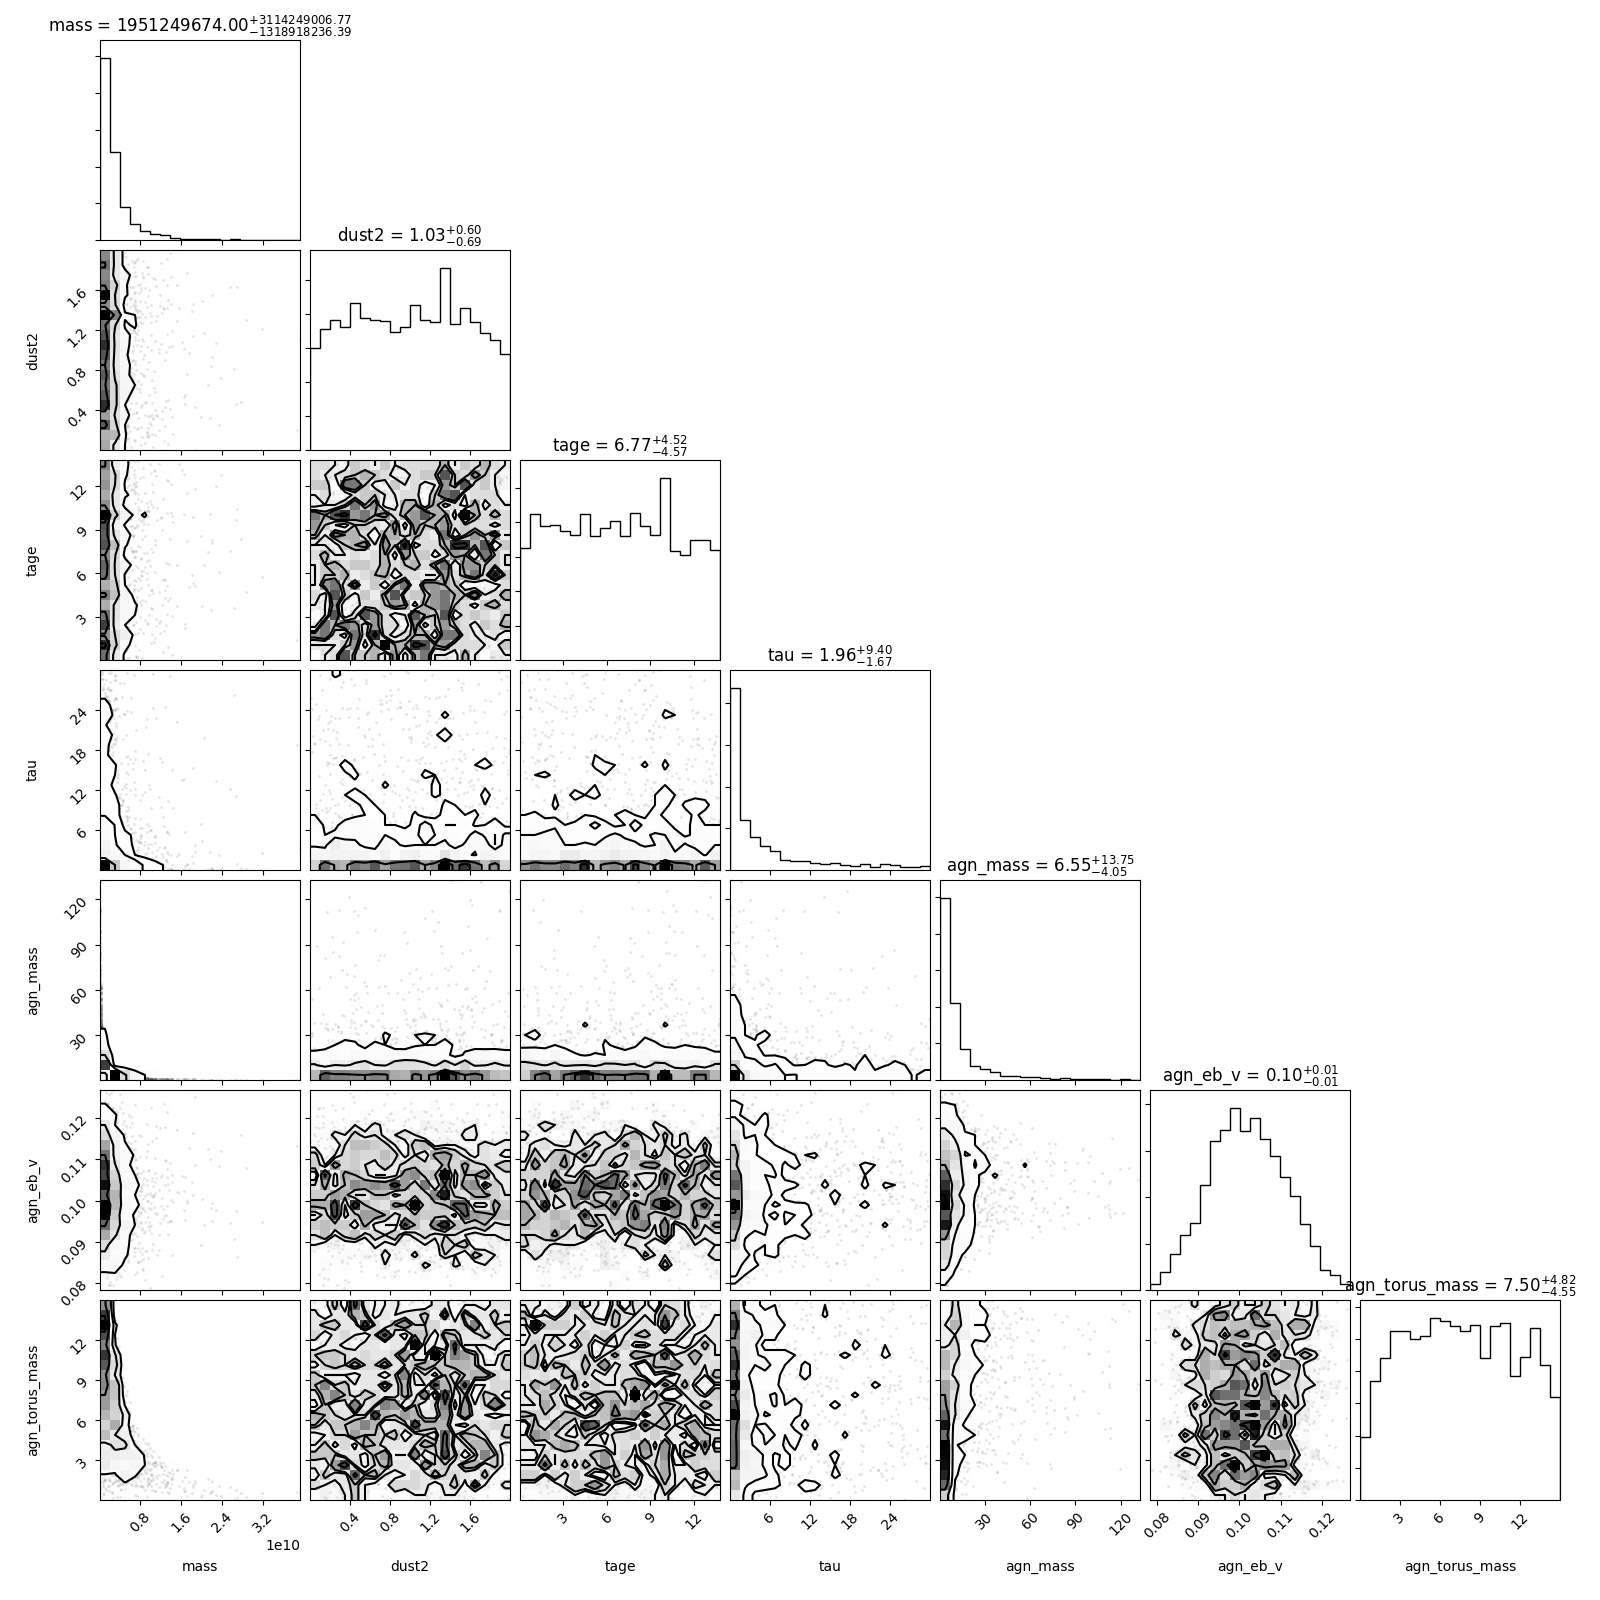 mass = 1951249674.00+3114249006.77−1318918236.39
dust2 = 1.03+0.60−0.69
dust2
1.6
1.2
0.8
0.4
tage = 6.77+4.52−4.57
tage
12
9
6
3
tau = 1.96+9.40−1.67
tau
24
18
12
6
agn_mass = 6.55+13.75−4.05
agn_mass
120
90
60
30
agn_eb_v = 0.10+0.01−0.01
agn_eb_v
0.12
0.11
0.10
0.09
0.08
agn_torus_mass = 7.50+4.82−4.55
agn_torus_mass
12
9
6
3
0.8 1.6 2.4 3.2 0.4 0.8 1.2 1.6 3 6 9 12 6 12 18 24 30 60 90 120 0.08 0.09 0.10 0.11 0.12 3 6 9 12
1e10
mass dust2 tage tau agn_mass agn_eb_v agn_torus_mass